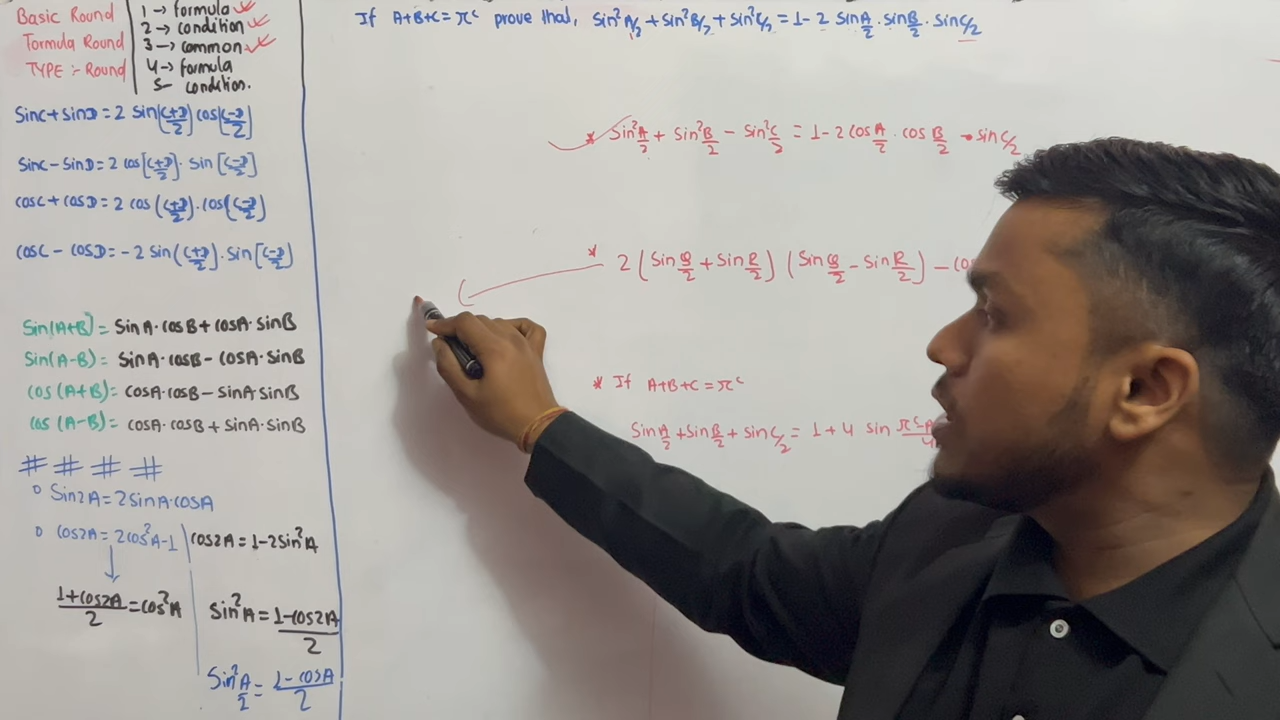 Basic Round
Tormula Round
TYPE :- Round
1 → formula
2 → condition
3 → common
4 → formula
5- condition.
Sinc + sinD = 2 Sin(C+D/2) cos(C-D/2)
Sinc - SinD = 2 cos[C+D/2]. sin[C-D/2]
cosC + cosD = 2 cos(C+D/2).cos(C-D/2)
cosC - cosD = -2 Sin(C+D/2).Sin[C-D/2]
Sin(A+B) = SinA·cosB + cosA·sinB
Sin(A-B) = SinA·cosB - cosA·sinB
cos(A+B) = cosA·cosB - sinA·sinB
cos(A-B) = cosA·cosB + sinA·sinB
# # # #
Sin2A = 2sinA·cosA
cos2A = 2cos²A-1 | cos2A = 1-2sin²A
1+cos2A/2 = cos²A
Sin²A = 1-cos2A/2
Sin²A/2 = 1-cosA/2
If A+B+C = πᶜ prove that, Sin²A/2 + Sin²B/2 + sin²C/2 = 1 - 2 sinA/2 · sinB/2 · sinC/2
* Sin²A/2 + Sin²B/2 - Sin²C/2 = 1 - 2 cosA/2 · cosB/2 · sinC/2
* 2 (SinQ/2 + sinR/2) (SinQ/2 - SinR/2) -
* If A+B+C = πᶜ
SinA/2 + sinB/2 + sinC/2 = 1 + 4 sin πᶜ-A/4